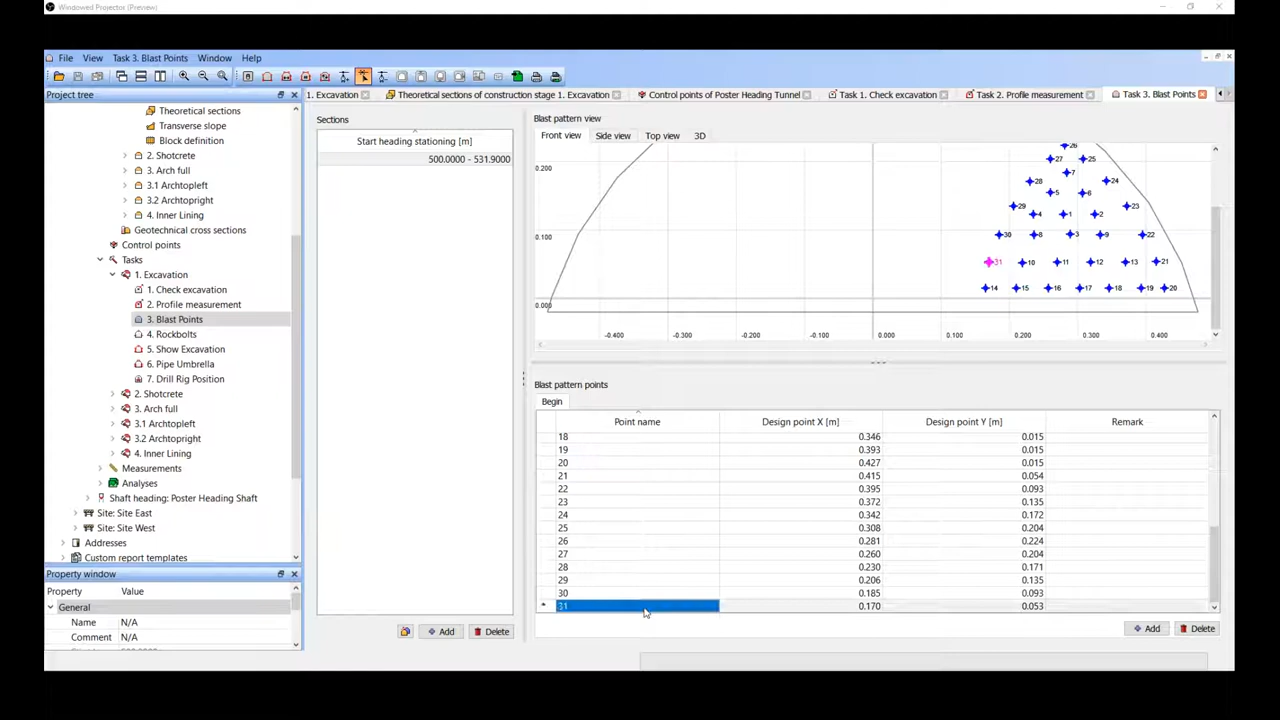 Windowed Projector (Preview)
File View Task 3. Blast Points Window Help
Project tree
1. Excavation
Theoretical sections of construction stage 1. Excavation
Control points of Poster Heading Tunnel
Task 1. Check excavation
Task 2. Profile measurement
Task 3. Blast Points
Theoretical sections
Transverse slope
Block definition
2. Shotcrete
3. Arch full
3.1 Archtopleft
3.2 Archtopright
4. Inner Lining
Geotechnical cross sections
Control points
Tasks
1. Excavation
1. Check excavation
2. Profile measurement
3. Blast Points
4. Rockbolts
5. Show Excavation
6. Pipe Umbrella
7. Drill Rig Position
2. Shotcrete
3. Arch full
3.1 Archtopleft
3.2 Archtopright
4. Inner Lining
Measurements
Analyses
Shaft heading: Poster Heading Shaft
Site: Site East
Site: Site West
Addresses
Custom report templates
Property window
Property Value
General
Name N/A
Comment N/A
Sections
Start heading stationing [m]
500.0000 - 531.9000
Add Delete
Blast pattern view
Front view Side view Top view 3D
0.200
0.100
0.000
-0.400 -0.300 -0.200 -0.100 0.000 0.100 0.200 0.300 0.400
26
27 25
7
28 24
5 6
29 23
4 1 2
30 8 3 9 22
31 10 11 12 13 21
14 15 16 17 18 19 20
Blast pattern points
Begin
Point name Design point X [m] Design point Y [m] Remark
18 0.346 0.015
19 0.393 0.015
20 0.427 0.015
21 0.415 0.054
22 0.395 0.093
23 0.372 0.135
24 0.342 0.172
25 0.308 0.204
26 0.281 0.224
27 0.260 0.204
28 0.230 0.171
29 0.206 0.135
30 0.185 0.093
31 0.170 0.053
Add Delete